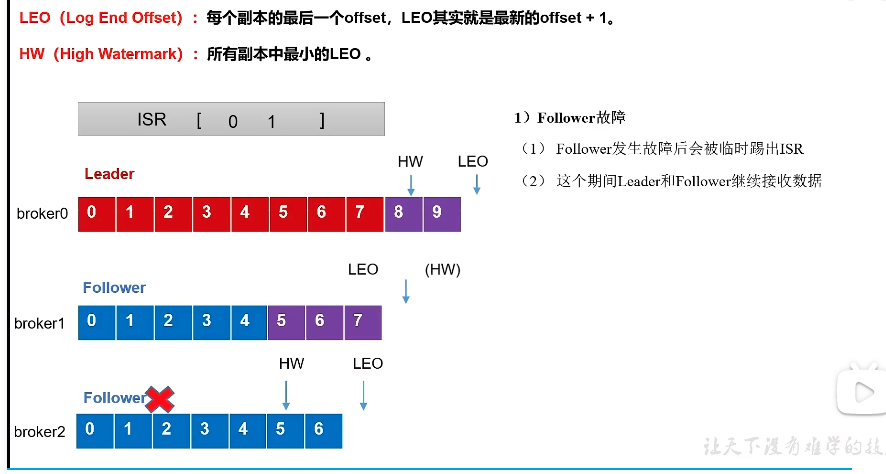 LEO（Log End Offset）：每个副本的最后一个offset，LEO其实就是最新的offset + 1。
HW（High Watermark）：所有副本中最小的LEO 。
ISR [ 0 1 ]
1）Follower故障
（1） Follower发生故障后会被临时踢出ISR
（2） 这个期间Leader和Follower继续接收数据
HW LEO
Leader
broker0 0 1 2 3 4 5 6 7 8 9
LEO (HW)
Follower
broker1 0 1 2 3 4 5 6 7
HW LEO
Follower
broker2 0 1 2 3 4 5 6
让天下没有难学的技